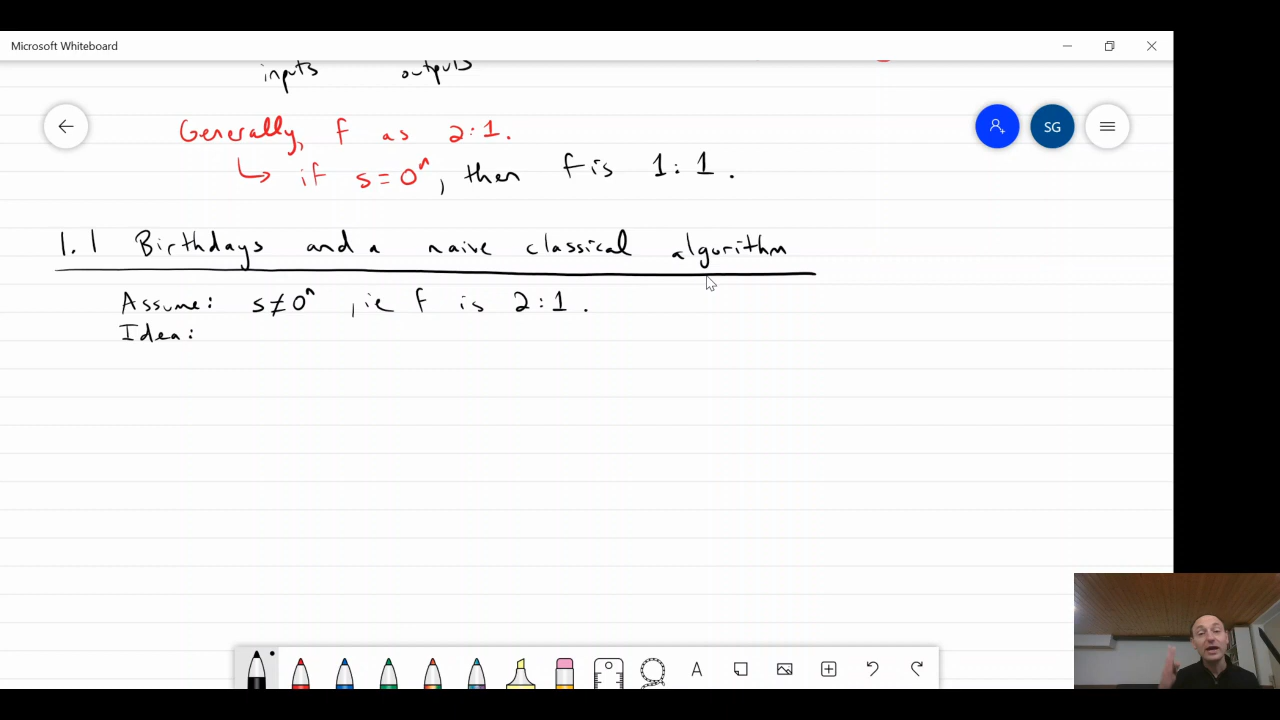 Microsoft Whiteboard
inputs outputs
Generally, f as 2:1.
↳ if s=0ⁿ, then f is 1:1.
SG
1.1 Birthdays and a naive classical algorithm
Assume: s≠0ⁿ, ie f is 2:1.
Idea:
A